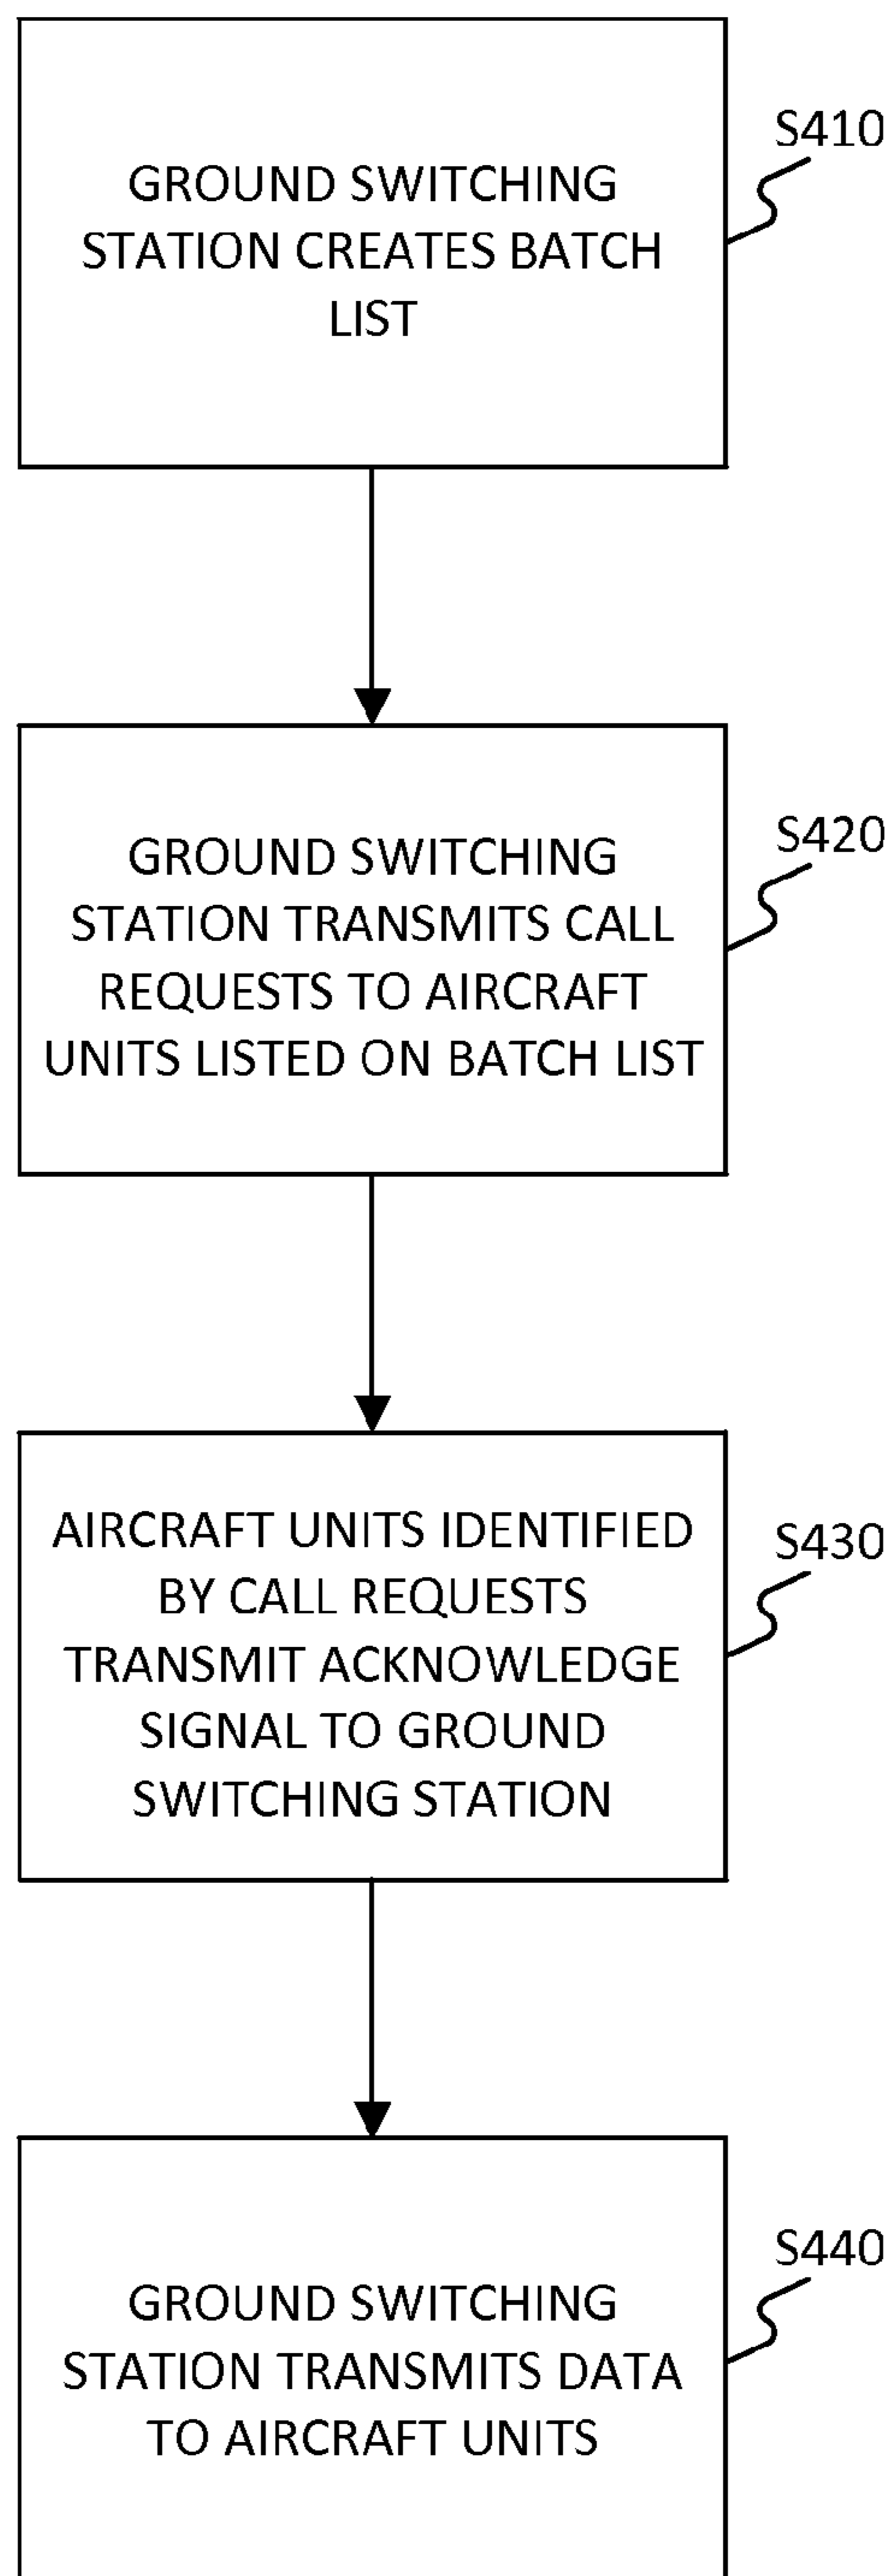 GROUND SWITCHING
STATION CREATES BATCH
LIST
S410
GROUND SWITCHING
STATION TRANSMITS CALL
REQUESTS TO AIRCRAFT
UNITS LISTED ON BATCH LIST
S420
AIRCRAFT UNITS IDENTIFIED
BY CALL REQUESTS
TRANSMIT ACKNOWLEDGE
SIGNAL TO GROUND
SWITCHING STATION
S430
GROUND SWITCHING
STATION TRANSMITS DATA
TO AIRCRAFT UNITS
S440